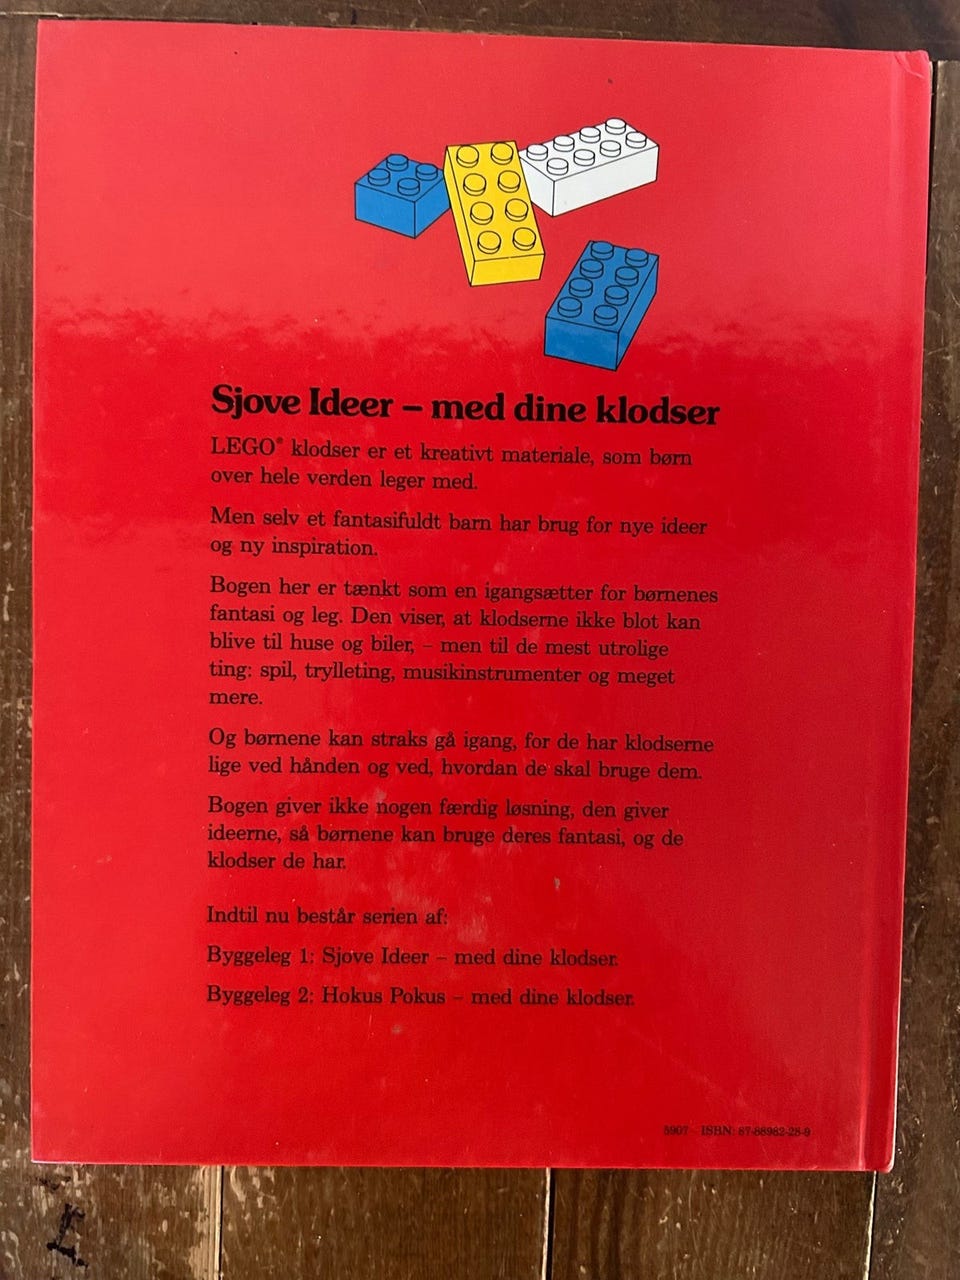 Sjove Ideer – med dine klodser
LEGO® klodser er et kreativt materiale, som børn
over hele verden leger med.
Men selv et fantasifuldt barn har brug for nye ideer
og ny inspiration.
Bogen her er tænkt som en igangsætter for børnenes
fantasi og leg. Den viser, at klodserne ikke blot kan
blive til huse og biler, – men til de mest utrolige
ting: spil, trylleting, musikinstrumenter og meget
mere.
Og børnene kan straks gå igang, for de har klodserne
lige ved hånden og ved, hvordan de skal bruge dem.
Bogen giver ikke nogen færdig løsning, den giver
ideerne, så børnene kan bruge deres fantasi, og de
klodser de har.
Indtil nu består serien af:
Byggeleg 1: Sjove Ideer – med dine klodser.
Byggeleg 2: Hokus Pokus – med dine klodser.
5907 – ISBN: 87-88982-28-9